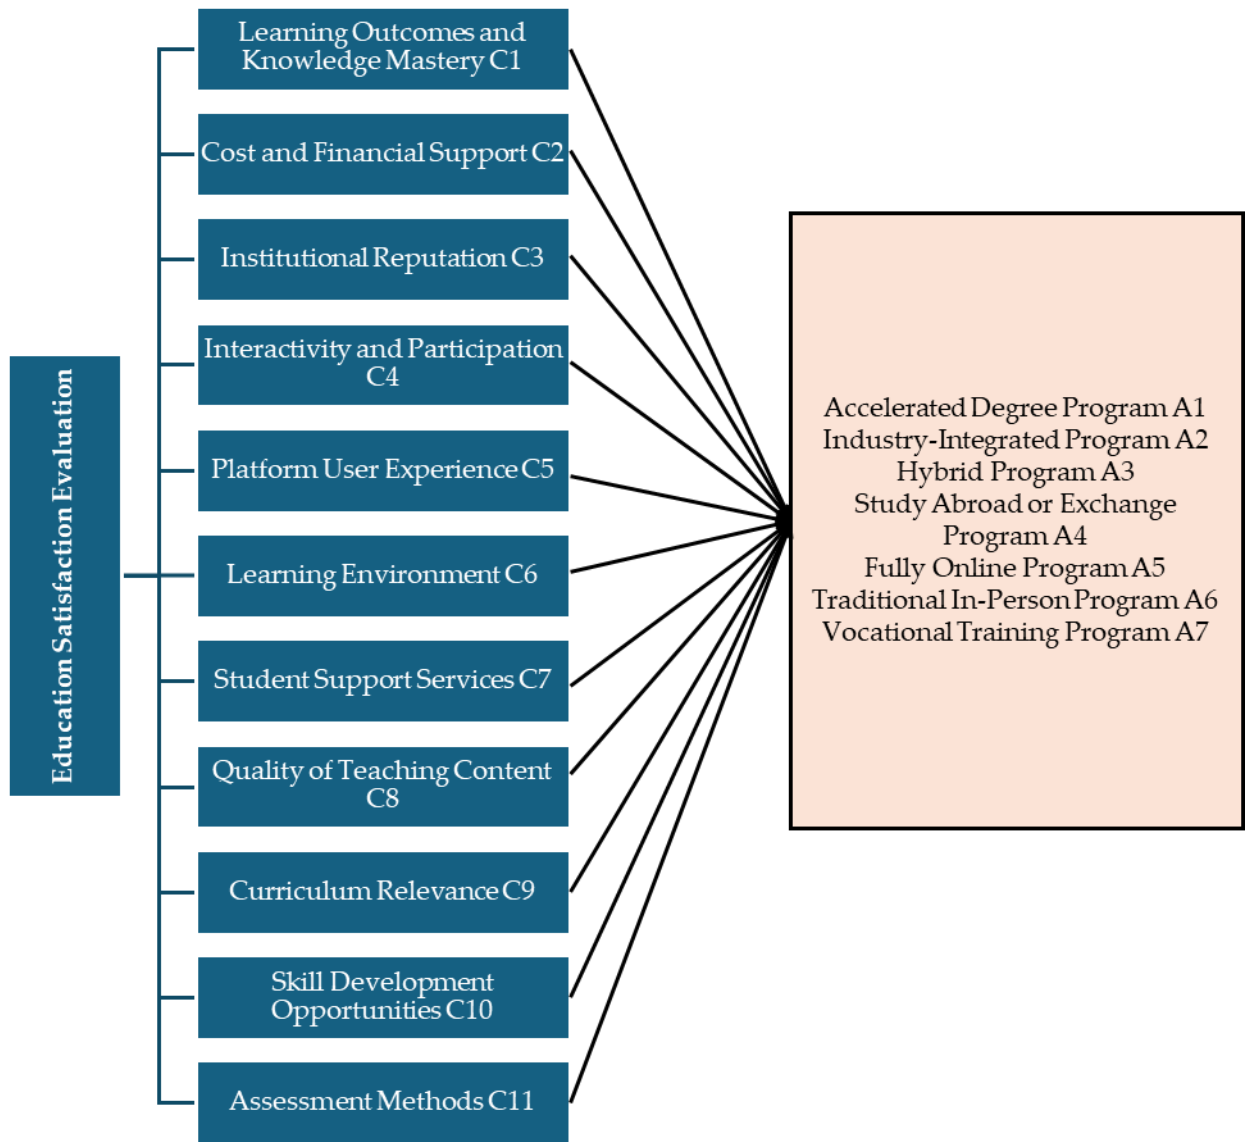 Education Satisfaction Evaluation
Learning Outcomes and
Knowledge Mastery C1
Cost and Financial Support C2
Institutional Reputation C3
Interactivity and Participation
C4
Platform User Experience C5
Learning Environment C6
Student Support Services C7
Quality of Teaching Content
C8
Curriculum Relevance C9
Skill Development
Opportunities C10
Assessment Methods C11
Accelerated Degree Program A1
Industry-Integrated Program A2
Hybrid Program A3
Study Abroad or Exchange
Program A4
Fully Online Program A5
Traditional In-Person Program A6
Vocational Training Program A7